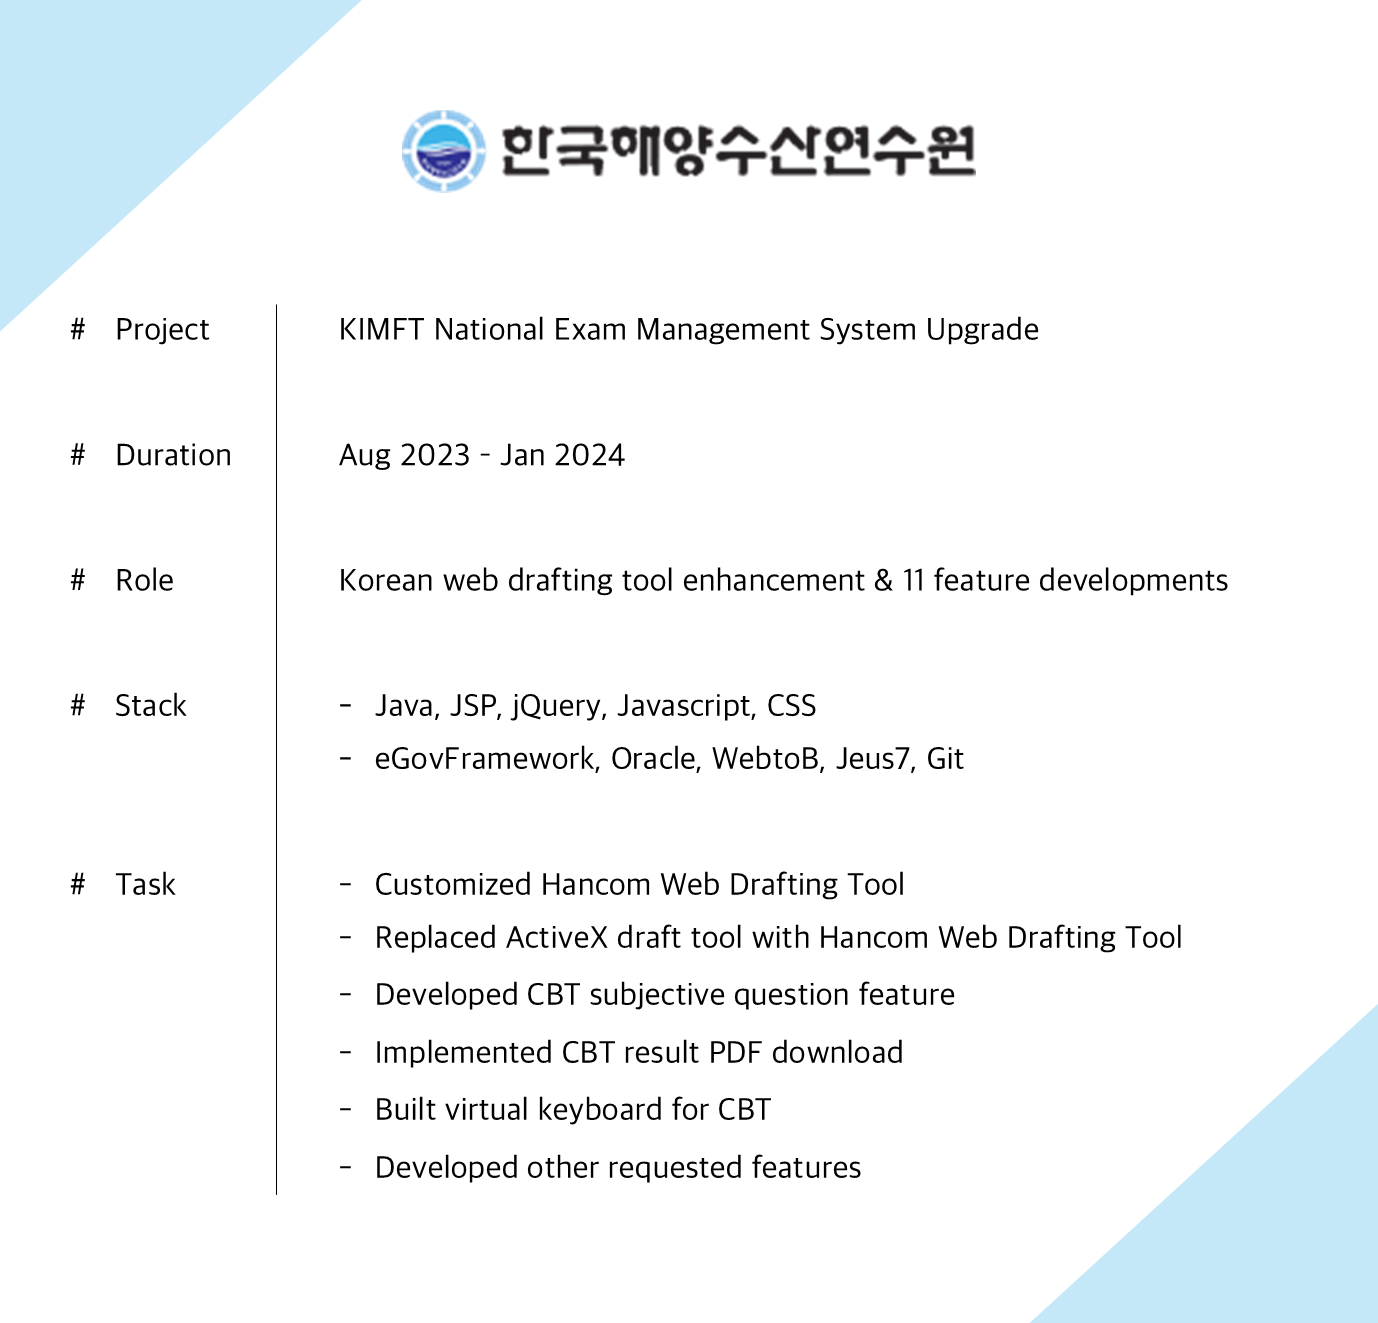 한국해양수산연수원
# Project KIMFT National Exam Management System Upgrade
# Duration Aug 2023 - Jan 2024
# Role Korean web drafting tool enhancement & 11 feature developments
# Stack - Java, JSP, jQuery, Javascript, CSS
- eGovFramework, Oracle, WebtoB, Jeus7, Git
# Task - Customized Hancom Web Drafting Tool
- Replaced ActiveX draft tool with Hancom Web Drafting Tool
- Developed CBT subjective question feature
- Implemented CBT result PDF download
- Built virtual keyboard for CBT
- Developed other requested features